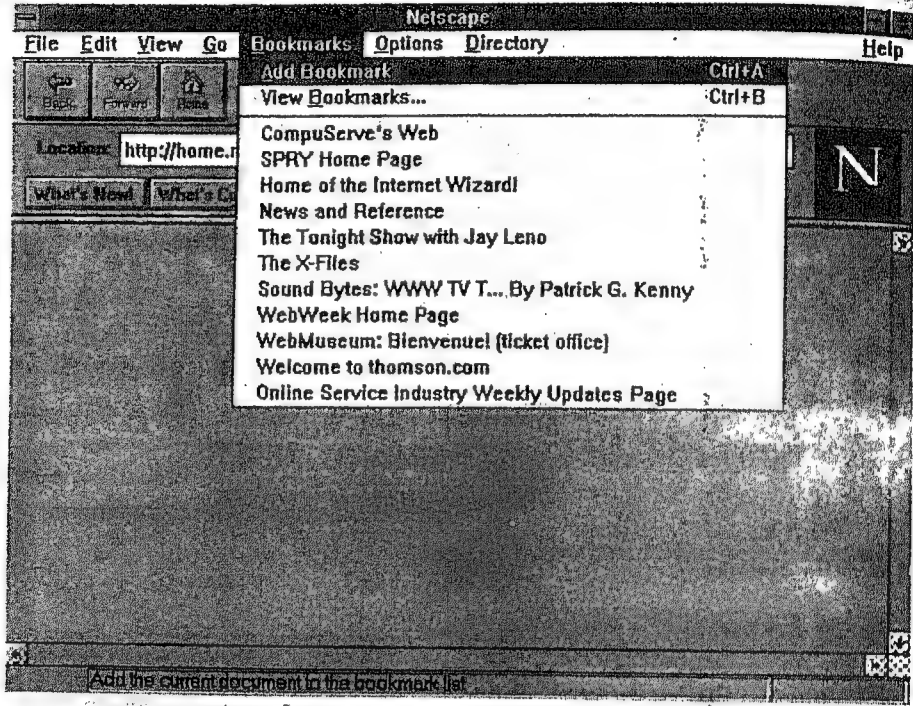 Netscape
File Edit View Go Bookmarks Options Directory Help
Add Bookmark Ctrl+A
View Bookmarks... Ctrl+B
Back Forward Home
CompuServe's Web
SPRY Home Page
Home of the Internet Wizard!
News and Reference
The Tonight Show with Jay Leno
The X-Files
Sound Bytes: WWW TV T... By Patrick G. Kenny
WebWeek Home Page
WebMuseum: Bienvenue! (ticket office)
Welcome to thomson.com
Online Service Industry Weekly Updates Page
Location: http://home.n
What's New! What's C
N
Add the current document to the bookmark list